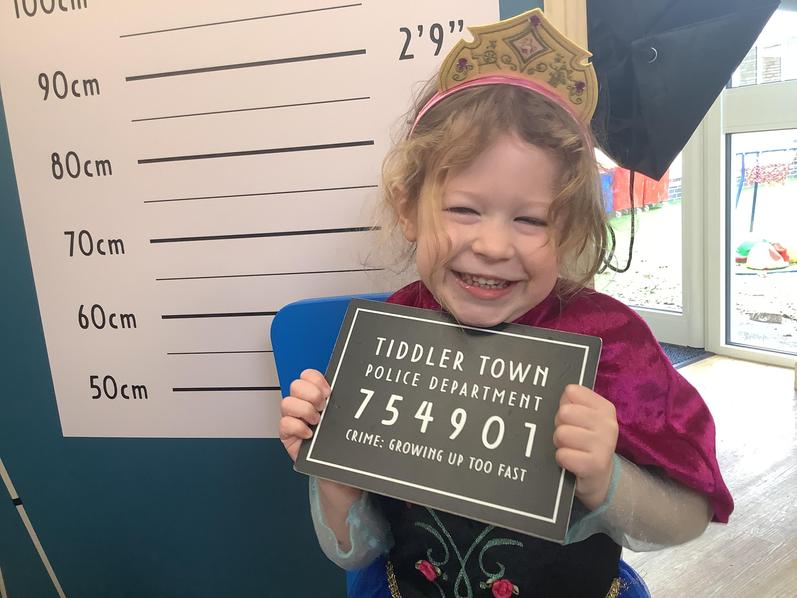 100cm
2'9"
90cm
80cm
70cm
60cm
50cm
TIDDLER TOWN
POLICE DEPARTMENT
754901
CRIME: GROWING UP TOO FAST